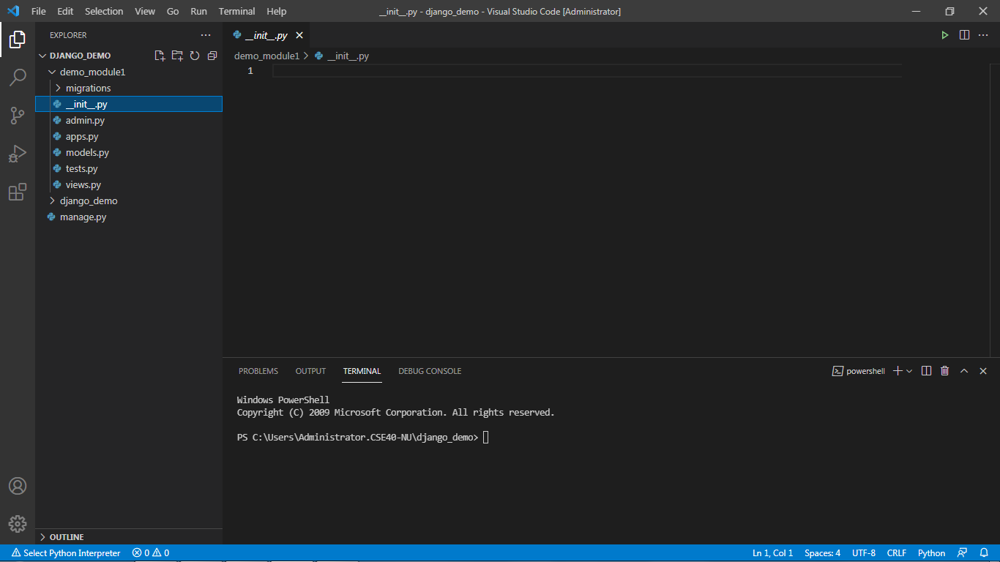 File Edit Selection View Go Run Terminal Help __init__.py - django_demo - Visual Studio Code [Administrator]
EXPLORER
DJANGO_DEMO
demo_module1
migrations
__init__.py
admin.py
apps.py
models.py
tests.py
views.py
django_demo
manage.py
OUTLINE
__init__.py
demo_module1 > __init__.py
1
PROBLEMS OUTPUT TERMINAL DEBUG CONSOLE powershell
Windows PowerShell
Copyright (C) 2009 Microsoft Corporation. All rights reserved.
PS C:\Users\Administrator.CSE40-NU\django_demo>
Select Python Interpreter 0 0 Ln 1, Col 1 Spaces: 4 UTF-8 CRLF Python